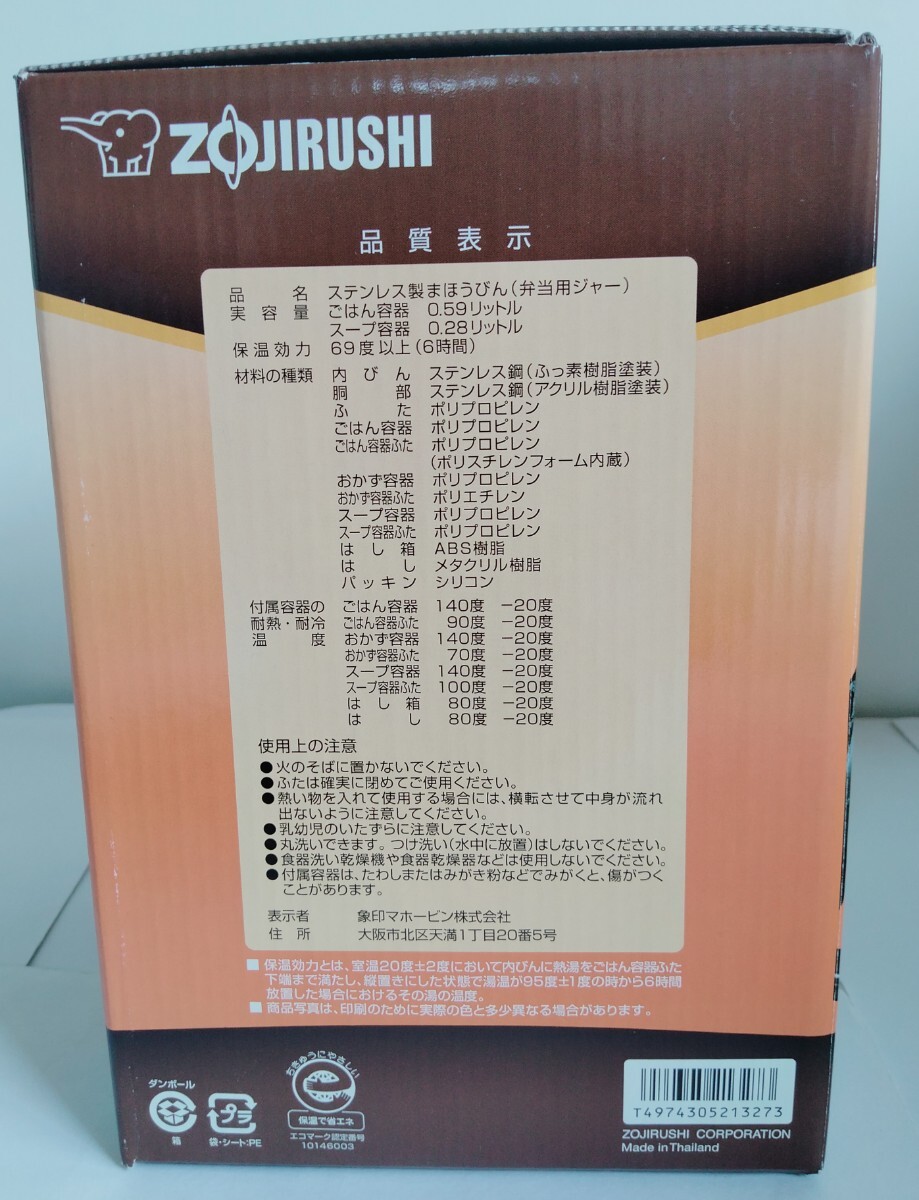 ZOJIRUSHI
品質表示
品名 ステンレス製まほうびん（弁当用ジャー）
実容量 ごはん容器 0.59リットル
スープ容器 0.28リットル
保温効力 69度以上（6時間）
材料の種類 内びん ステンレス鋼（ふっ素樹脂塗装）
胴部 ステンレス鋼（アクリル樹脂塗装）
ふた ポリプロピレン
ごはん容器 ポリプロピレン
ごはん容器ふた ポリプロピレン
（ポリスチレンフォーム内蔵）
おかず容器 ポリプロピレン
おかず容器ふた ポリエチレン
スープ容器 ポリプロピレン
スープ容器ふた ポリプロピレン
はし箱 ABS樹脂
はし メタクリル樹脂
パッキン シリコン
付属容器の ごはん容器 140度 −20度
耐熱・耐冷 ごはん容器ふた 90度 −20度
温度 おかず容器 140度 −20度
おかず容器ふた 70度 −20度
スープ容器 140度 −20度
スープ容器ふた 100度 −20度
はし箱 80度 −20度
はし 80度 −20度
使用上の注意
●火のそばに置かないでください。
●ふたは確実に閉めてご使用ください。
●熱い物を入れて使用する場合には、横転させて中身が流れ
出ないように注意してください。
●乳幼児のいたずらに注意してください。
●丸洗いできます。つけ洗い（水中に放置）はしないでください。
●食器洗い乾燥機や食器乾燥器などは使用しないでください。
●付属容器は、たわしまたはみがき粉などでみがくと、傷がつく
ことがあります。
表示者 象印マホービン株式会社
住所 大阪市北区天満1丁目20番5号
■保温効力とは、室温20度±2度において内びんに熱湯をごはん容器ふた
下端まで満たし、縦置きにした状態で湯温が95度±1度の時から6時間
放置した場合におけるその湯の温度。
■商品写真は、印刷のために実際の色と多少異なる場合があります。
ダンボール
箱
プラ
袋・シート:PE
ちきゅうにやさしい
保温で省エネ
エコマーク認定番号
10146003
T4974305213273
ZOJIRUSHI CORPORATION
Made in Thailand